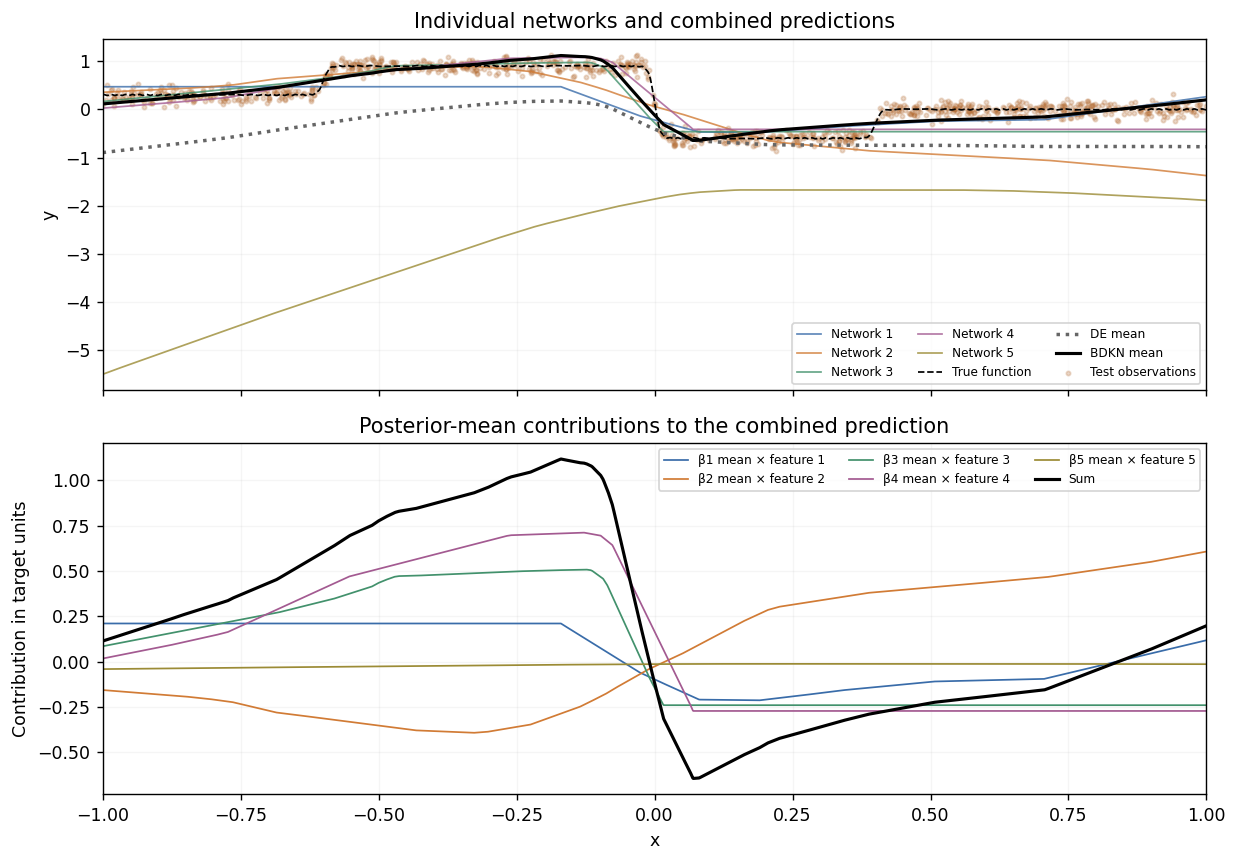 Individual networks and combined predictions
1
0
−1
−2
−3
−4
−5
y
Network 1
Network 2
Network 3
Network 4
Network 5
True function
DE mean
BDKN mean
Test observations
Posterior-mean contributions to the combined prediction
1.00
0.75
0.50
0.25
0.00
−0.25
−0.50
Contribution in target units
β1 mean × feature 1
β2 mean × feature 2
β3 mean × feature 3
β4 mean × feature 4
β5 mean × feature 5
Sum
−1.00 −0.75 −0.50 −0.25 0.00 0.25 0.50 0.75 1.00
x